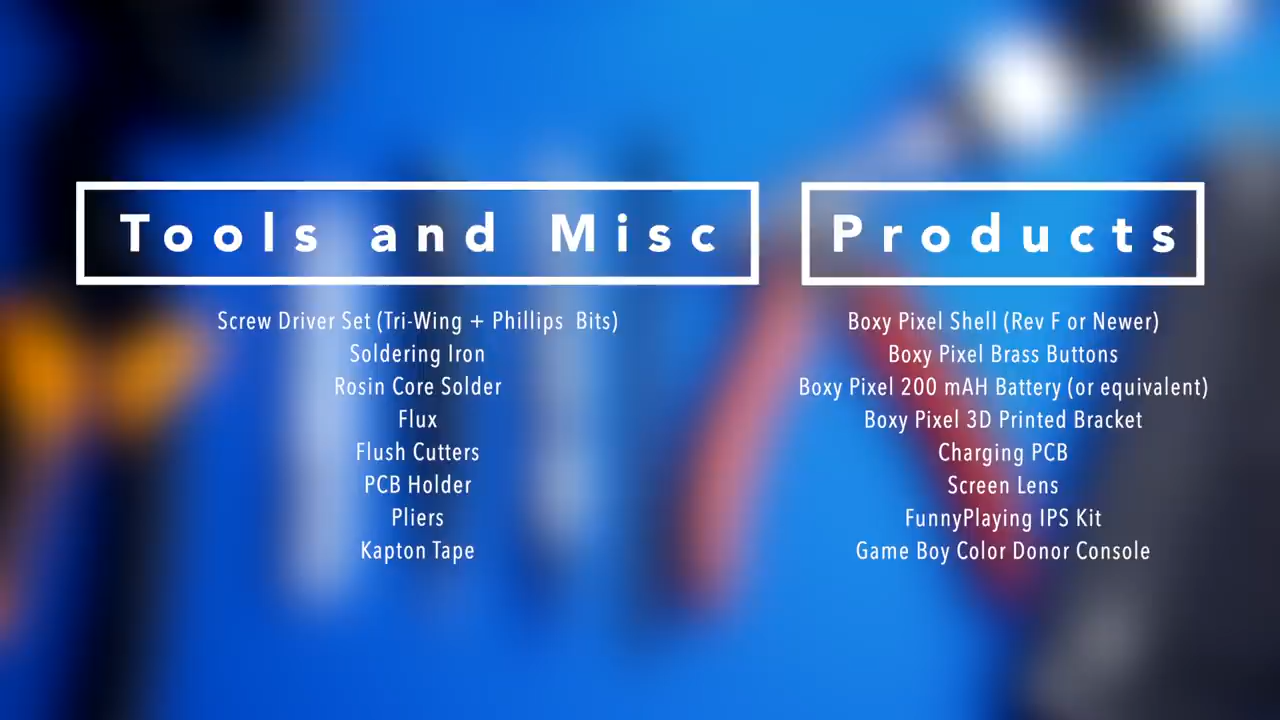 Tools and Misc
Screw Driver Set (Tri-Wing + Phillips Bits)
Soldering Iron
Rosin Core Solder
Flux
Flush Cutters
PCB Holder
Pliers
Kapton Tape
Products
Boxy Pixel Shell (Rev F or Newer)
Boxy Pixel Brass Buttons
Boxy Pixel 200 mAH Battery (or equivalent)
Boxy Pixel 3D Printed Bracket
Charging PCB
Screen Lens
FunnyPlaying IPS Kit
Game Boy Color Donor Console